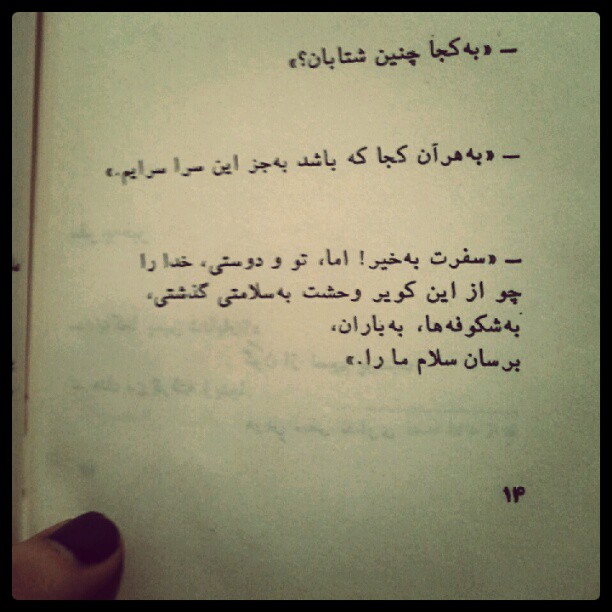 ـ «به‌کجا چنین شتابان؟»
ـ «به‌هرآن کجا که باشد به‌جز این سرا سرایم.»
ـ «سفرت به‌خیر! اما، تو و دوستی، خدا را
چو از این کویر وحشت به‌سلامتی گذشتی،
به‌شکوفه‌ها، به‌باران،
برسان سلام ما را.»
۱۴